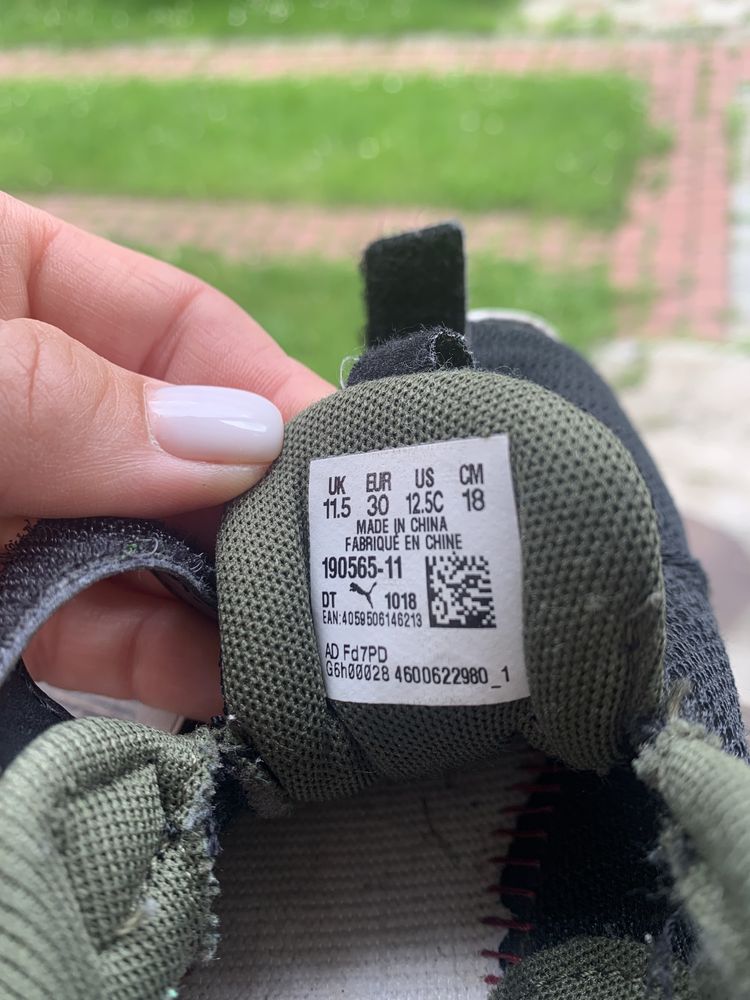 UK EUR US CM
11.5 30 12.5C 18
MADE IN CHINA
FABRIQUÉ EN CHINE
190565-11
DT 1018
EAN:4059506146213
AD Fd7PD
G6h00028 4600622980_1